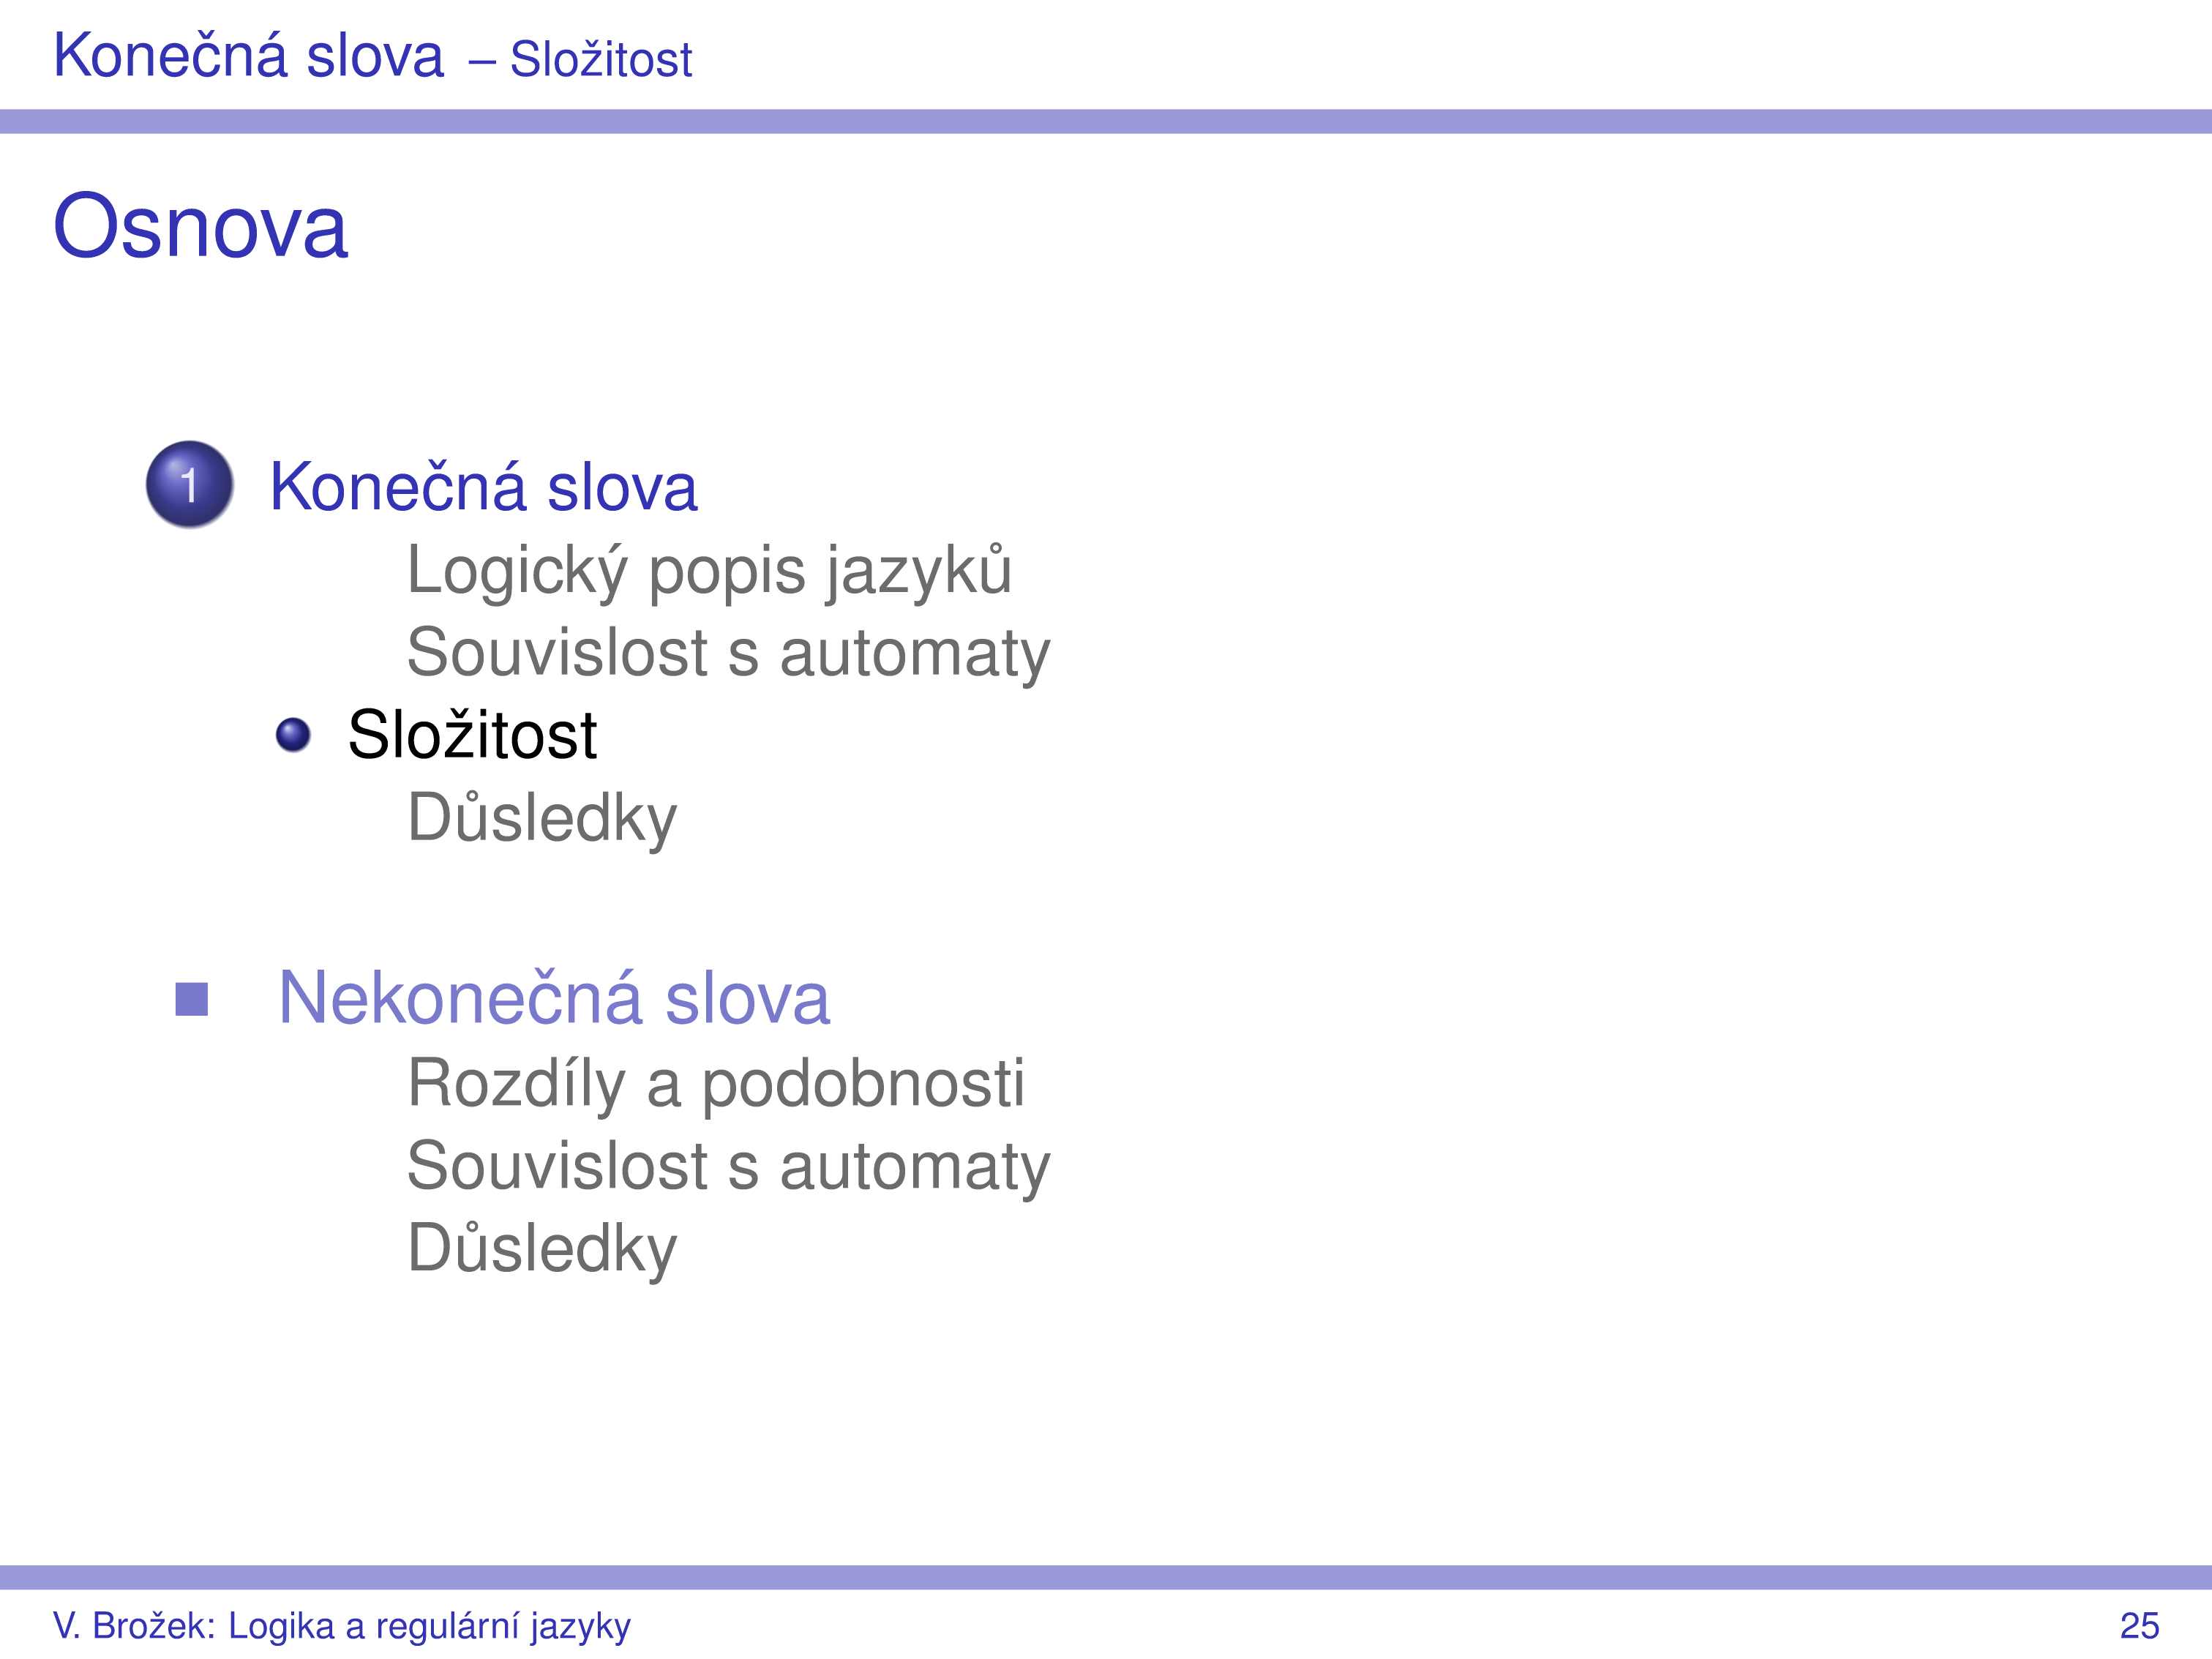 Konečná slova – Složitost
Osnova
1 Konečná slova
Logický popis jazyků
Souvislost s automaty
Složitost
Důsledky
Nekonečná slova
Rozdíly a podobnosti
Souvislost s automaty
Důsledky
V. Brožek: Logika a regulární jazyky 25